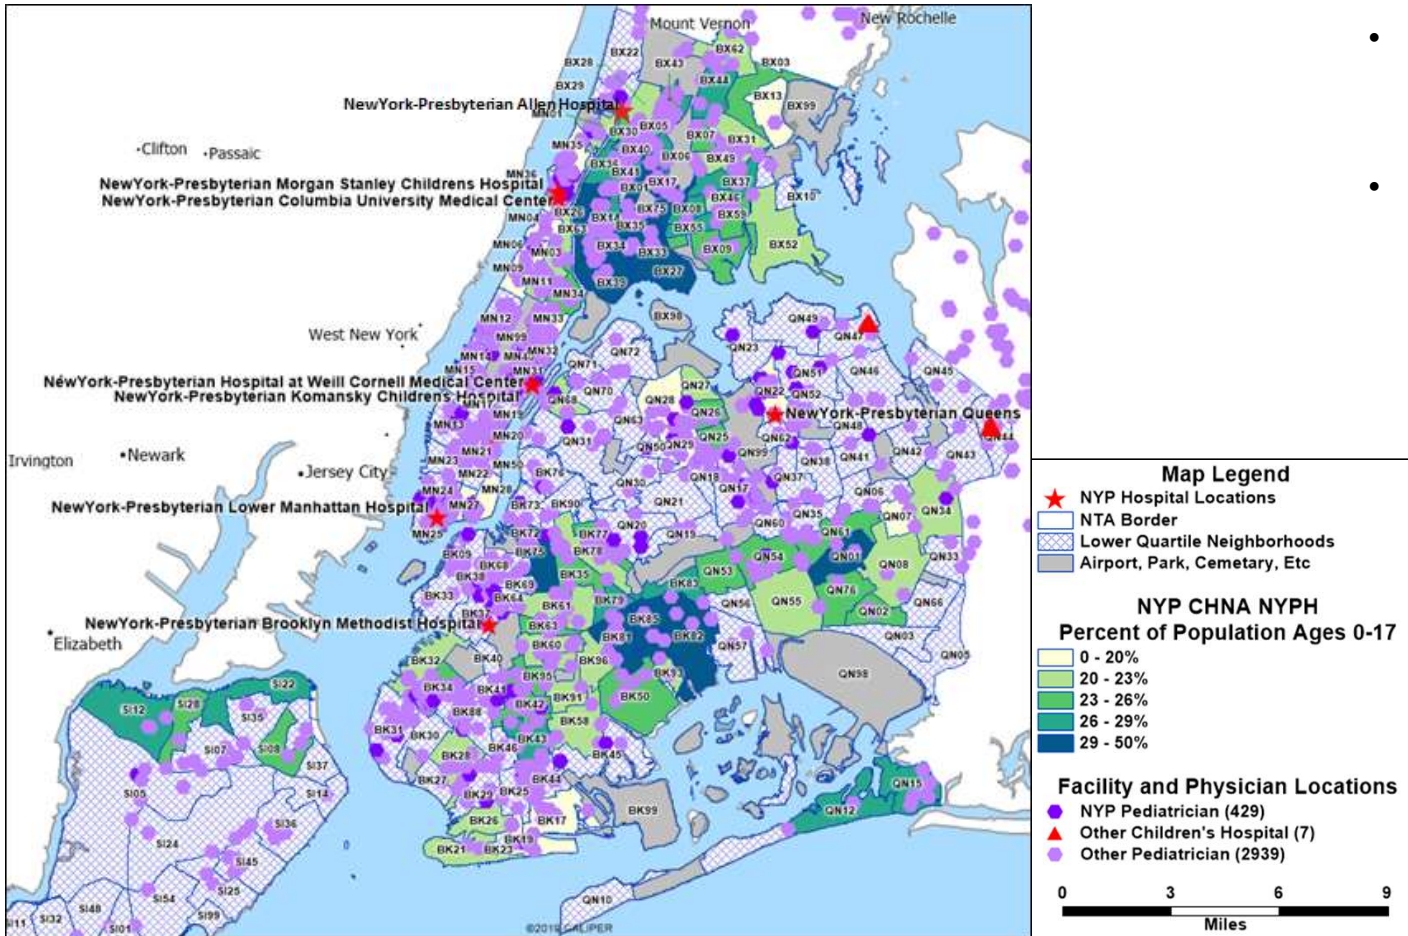 Mount Vernon
New Rochelle
BX22
BX62
BX28
BX43
BX03
BX29
BX44
BX13
BX99
NewYork-Presbyterian Allen Hospital
MN01
BX30
BX05
BX07
BX31
Clifton
Passaic
MN35
BX40
BX06
BX49
BX36
BX41
MN36
NewYork-Presbyterian Morgan Stanley Childrens Hospital
BX01
BX17
BX37
NewYork-Presbyterian Columbia University Medical Center
BX46
BX10
MN04
BX26
BX14
BX75
BX08
BX59
BX63
BX35
BX55
MN06
MN03
BX34
BX33
BX09
BX52
MN09
MN11
BX39
BX27
MN34
MN12
MN33
BX98
QN49
QN47
West New York
MN99
MN32
QN72
QN23
MN14
MN15
MN31
QN71
QN51
QN46
QN45
NewYork-Presbyterian Hospital at Weill Cornell Medical Center
NewYork-Presbyterian Komansky Childrens Hospital
QN70
QN27
QN22
QN52
MN17
QN68
QN28
MN19
QN26
NewYork-Presbyterian Queens
MN13
QN63
QN48
MN20
QN31
QN25
QN62
QN44
MN21
QN50
QN29
QN99
QN42
QN43
Irvington
Newark
MN23
MN50
QN38
QN41
Jersey City
MN22
BK76
QN30
QN18
QN37
MN24
MN28
QN17
QN06
NewYork-Presbyterian Lower Manhattan Hospital
MN27
BK73
BK90
QN21
QN35
QN07
QN34
MN25
BK72
BK77
QN20
QN19
QN60
QN61
BK09
BK75
BK78
QN54
QN01
QN33
BK68
BK38
BK69
BK35
BK83
QN53
QN08
BK33
BK64
BK61
BK79
QN55
QN76
QN56
QN02
QN66
BK37
NewYork-Presbyterian Brooklyn Methodist Hospital
BK63
BK85
BK81
BK82
QN03
Elizabeth
BK60
QN57
QN05
BK32
BK40
BK96
BK93
QN98
BK34
BK41
BK95
BK91
BK50
SI22
SI12
SI28
SI35
BK88
BK42
BK58
BK31
BK30
SI07
SI08
BK46
BK43
BK45
BK28
SI37
BK27
BK44
QN15
SI05
SI14
BK29
BK25
BK99
QN12
SI36
BK26
BK17
SI24
BK21
BK23
BK19
SI45
SI25
SI54
QN10
SI48
SI11
SI32
SI99
SI01
©2019 CALIPER
•
•
Map Legend
NYP Hospital Locations
NTA Border
Lower Quartile Neighborhoods
Airport, Park, Cemetary, Etc
NYP CHNA NYPH
Percent of Population Ages 0-17
0 - 20%
20 - 23%
23 - 26%
26 - 29%
29 - 50%
Facility and Physician Locations
NYP Pediatrician (429)
Other Children's Hospital (7)
Other Pediatrician (2939)
0 3 6 9
Miles